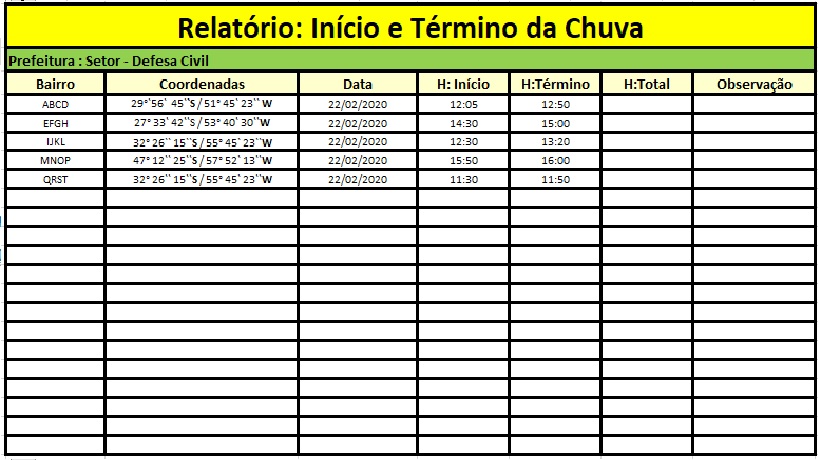 Relatório: Início e Término da Chuva
Prefeitura : Setor - Defesa Civil
Bairro Coordenadas Data H: Início H:Término H:Total Observação
ABCD 29°'56' 45''S / 51° 45' 23'' W 22/02/2020 12:05 12:50
EFGH 27° 33' 42''S / 53° 40' 30''W 22/02/2020 14:30 15:00
IJKL 32° 26'' 15''S / 55° 45' 23''W 22/02/2020 12:30 13:20
MNOP 47° 12'' 25''S / 57° 52' 13''W 22/02/2020 15:50 16:00
QRST 32° 26'' 15''S / 55° 45' 23''W 22/02/2020 11:30 11:50